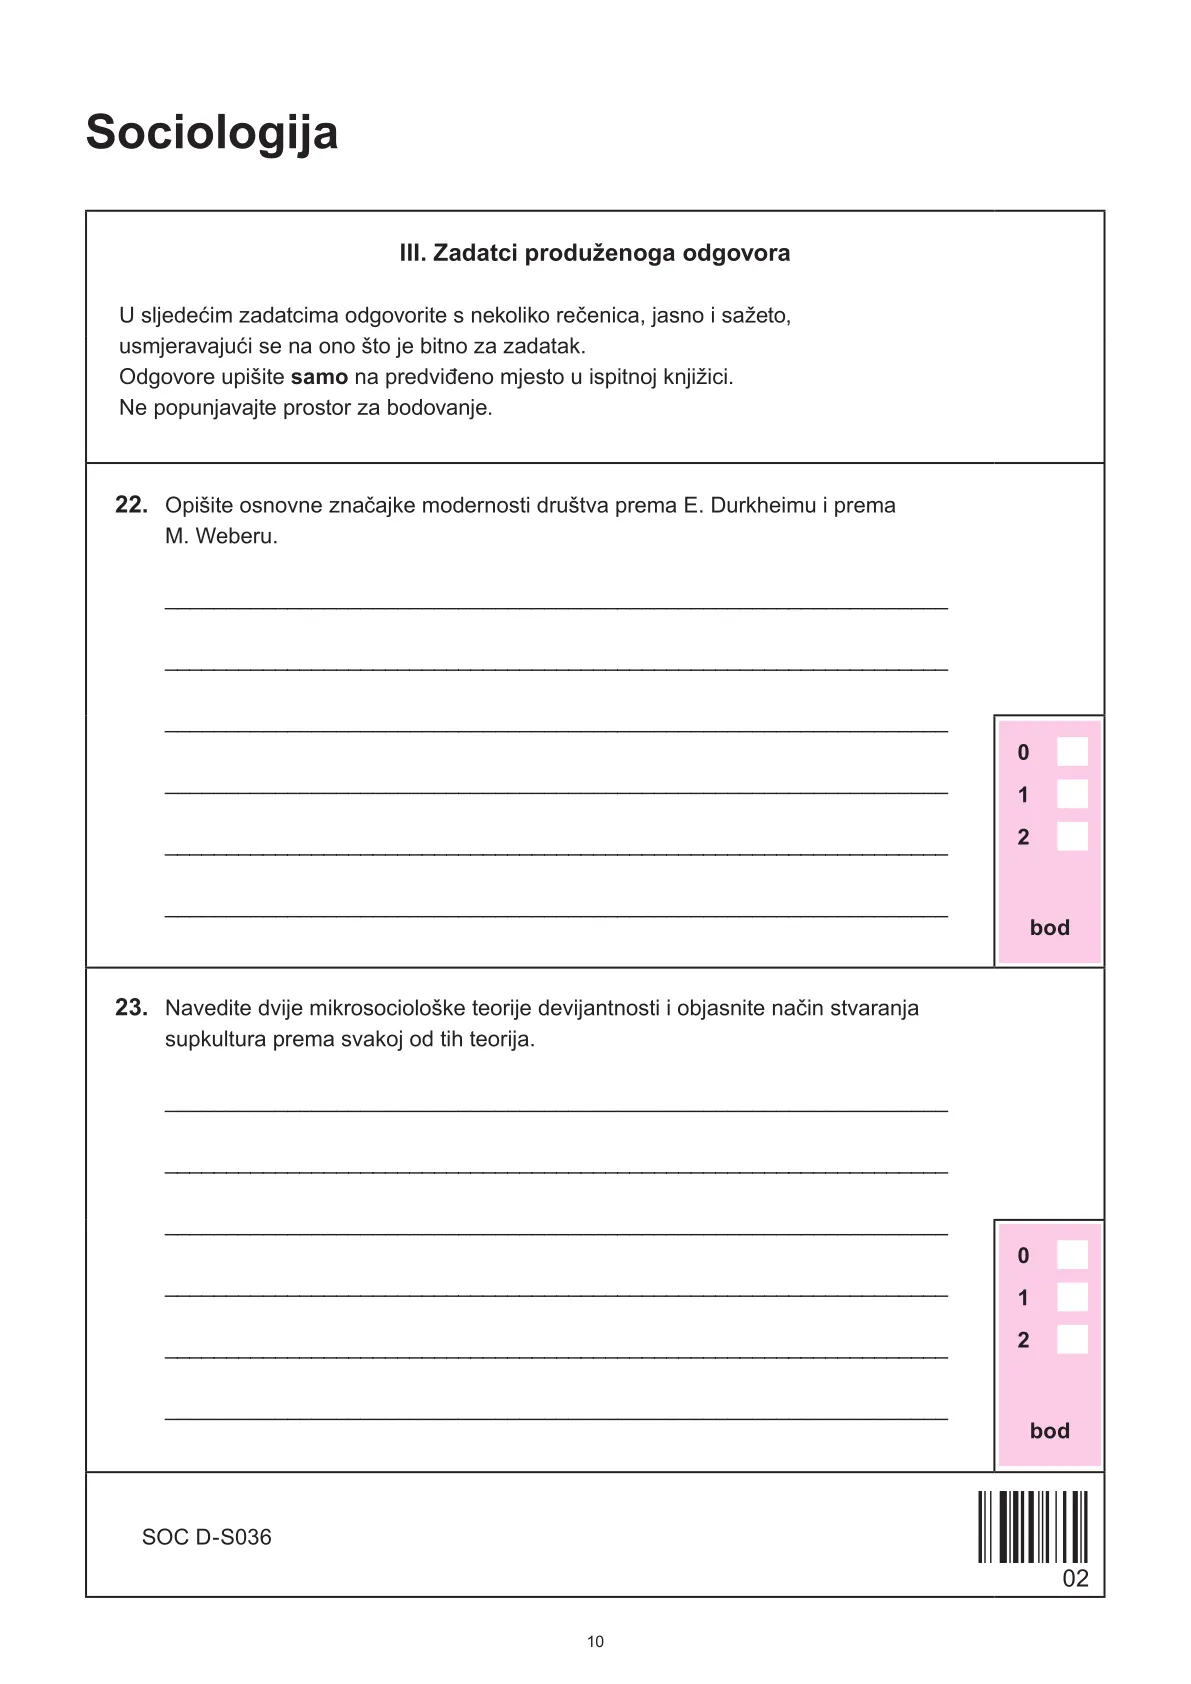 Sociologija
III. Zadatci produženoga odgovora
U sljedećim zadatcima odgovorite s nekoliko rečenica, jasno i sažeto,
usmjeravajući se na ono što je bitno za zadatak.
Odgovore upišite samo na predviđeno mjesto u ispitnoj knjižici.
Ne popunjavajte prostor za bodovanje.
22. Opišite osnovne značajke modernosti društva prema E. Durkheimu i prema
M. Weberu.
0
1
2
bod
23. Navedite dvije mikrosociološke teorije devijantnosti i objasnite način stvaranja
supkultura prema svakoj od tih teorija.
0
1
2
bod
SOC D-S036
02
10